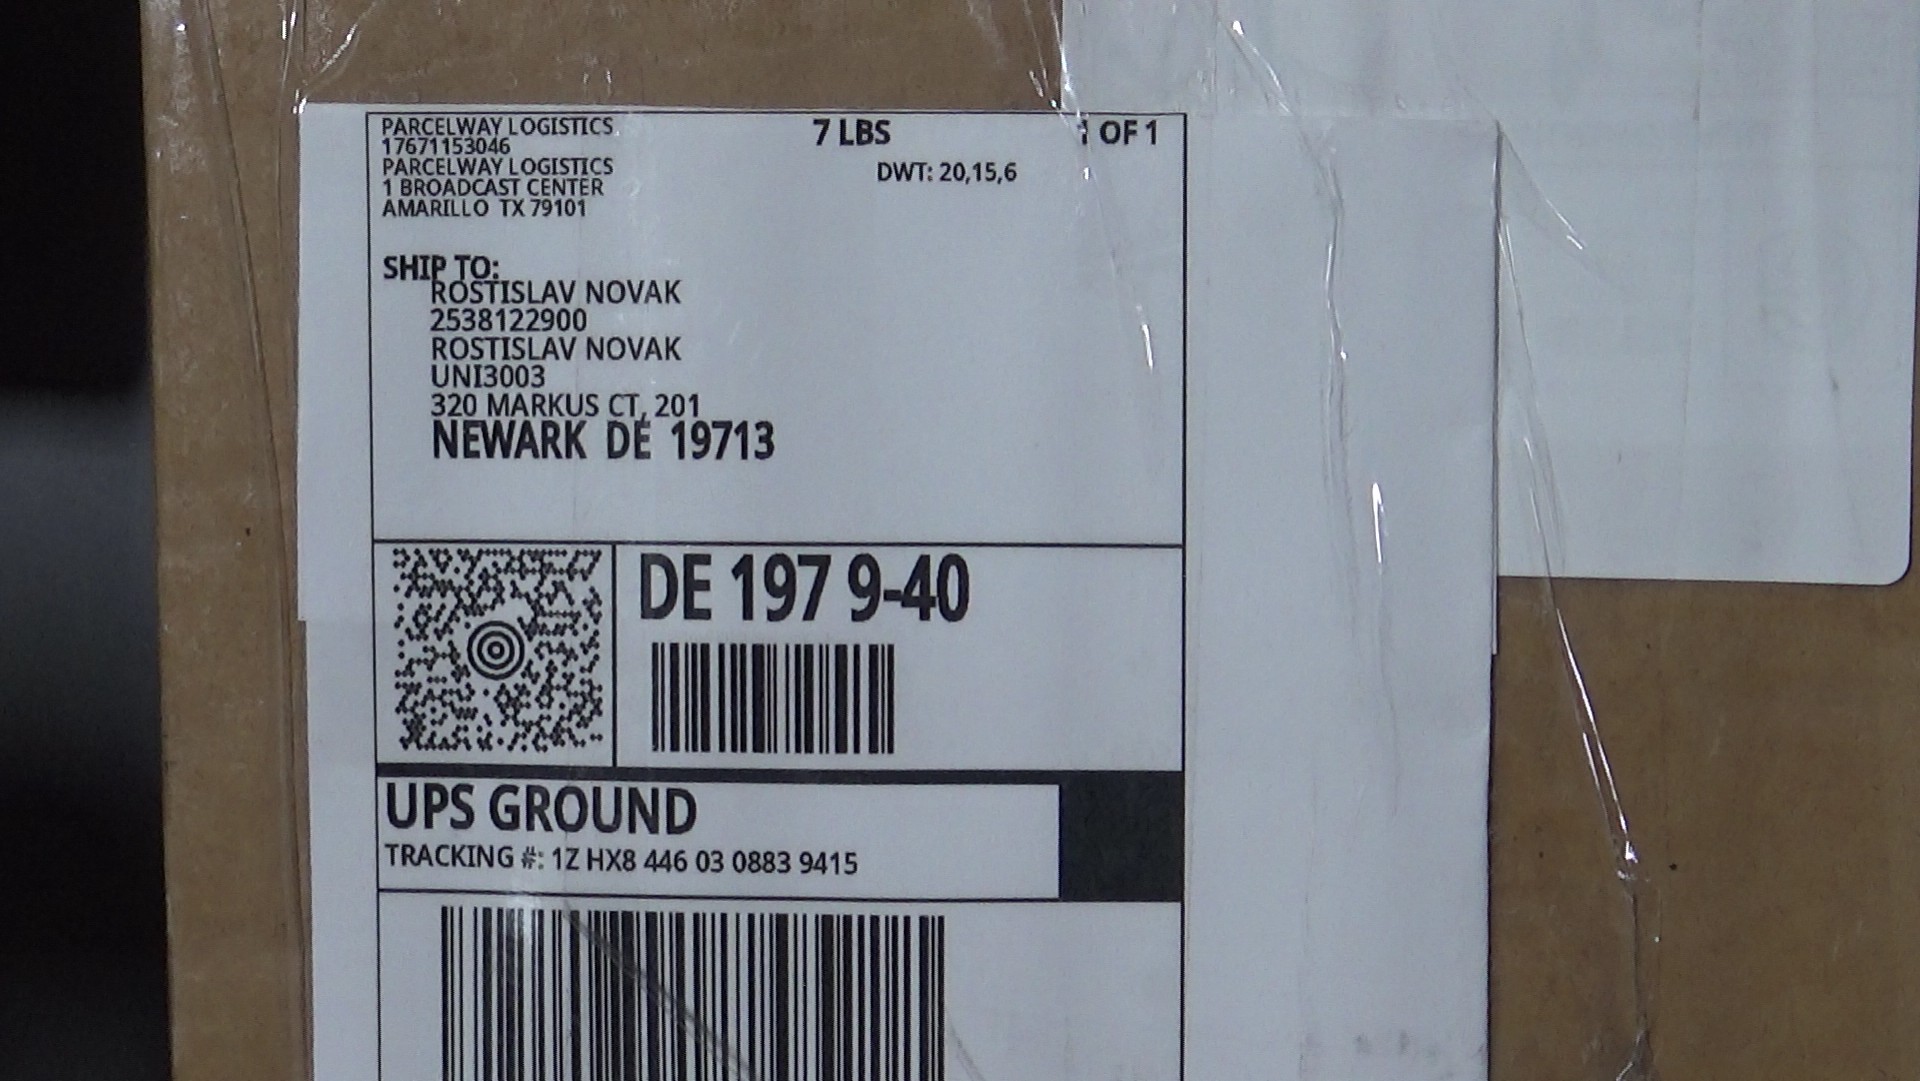 PARCELWAY LOGISTICS
17671153046
PARCELWAY LOGISTICS
1 BROADCAST CENTER
AMARILLO TX 79101
7 LBS
1 OF 1
DWT: 20,15,6
SHIP TO:
ROSTISLAV NOVAK
2538122900
ROSTISLAV NOVAK
UNI3003
320 MARKUS CT, 201
NEWARK DE 19713
DE 197 9-40
UPS GROUND
TRACKING #: 1Z HX8 446 03 0883 9415